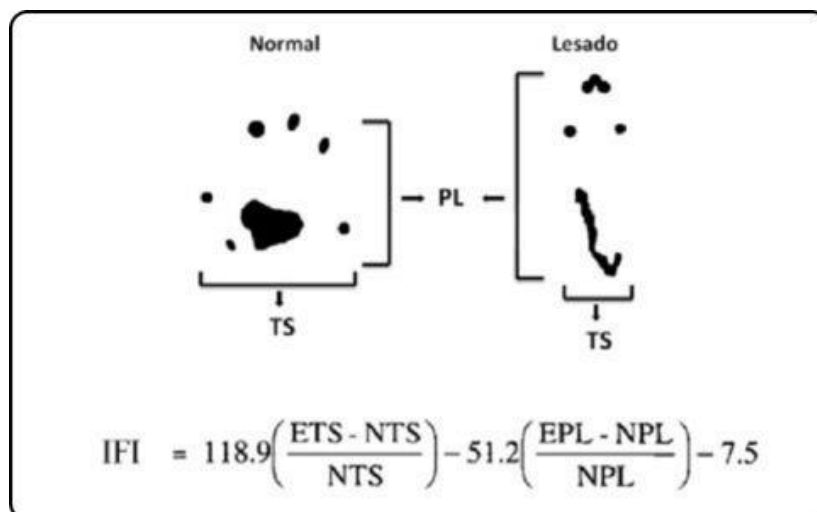 Normal Lesado
→ PL ←
TS
TS
IFI = 118.9(ETS - NTS / NTS) - 51.2(EPL - NPL / NPL) - 7.5